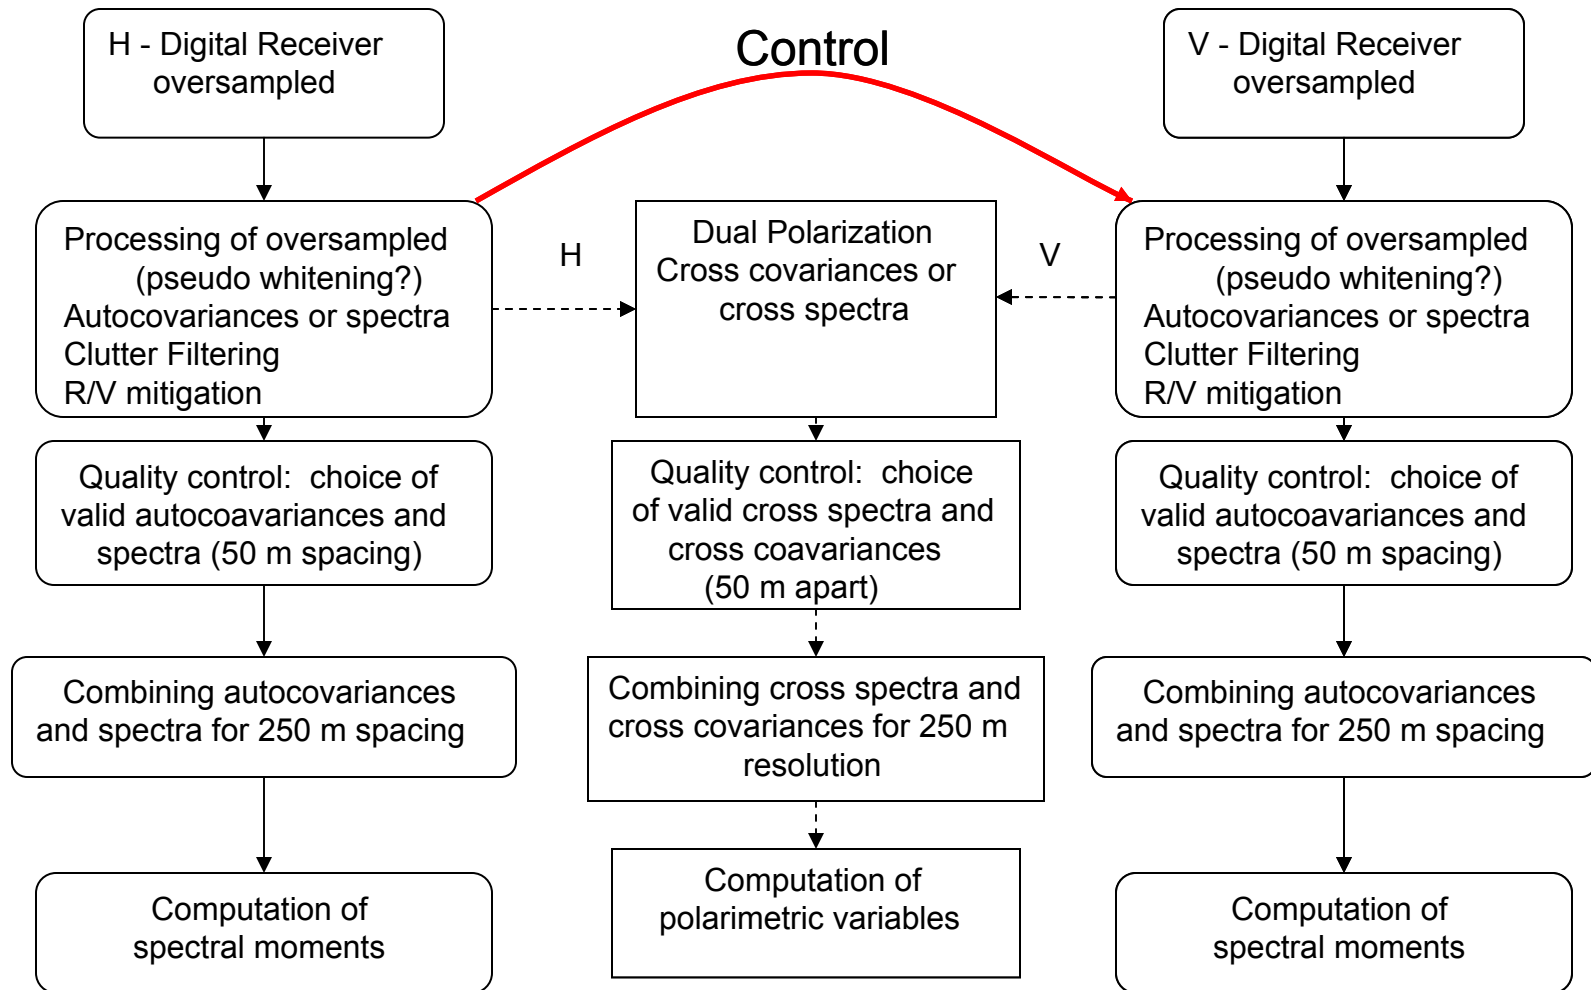 H - Digital Receiver
oversampled
Control
V - Digital Receiver
oversampled
Processing of oversampled
(pseudo whitening?)
Autocovariances or spectra
Clutter Filtering
R/V mitigation
H
Dual Polarization
Cross covariances or
cross spectra
V
Processing of oversampled
(pseudo whitening?)
Autocovariances or spectra
Clutter Filtering
R/V mitigation
Quality control:  choice of
valid autocoavariances and
spectra (50 m spacing)
Quality control:  choice
of valid cross spectra and
cross coavariances
(50 m apart)
Quality control:  choice of
valid autocoavariances and
spectra (50 m spacing)
Combining autocovariances
and spectra for 250 m spacing
Combining cross spectra and
cross covariances for 250 m
resolution
Combining autocovariances
and spectra for 250 m spacing
Computation of
spectral moments
Computation of
polarimetric variables
Computation of
spectral moments